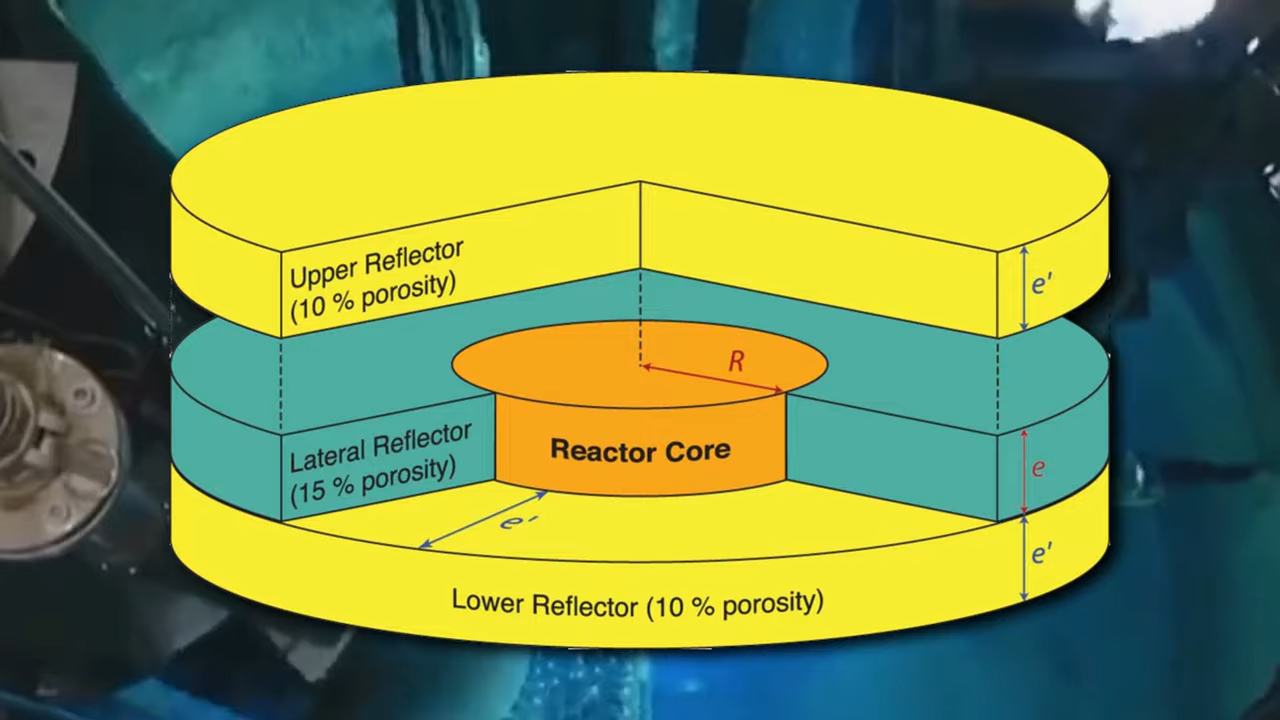 Upper Reflector
(10 % porosity)
e'
R
Lateral Reflector
(15 % porosity)
Reactor Core
e
e'
e'
Lower Reflector (10 % porosity)